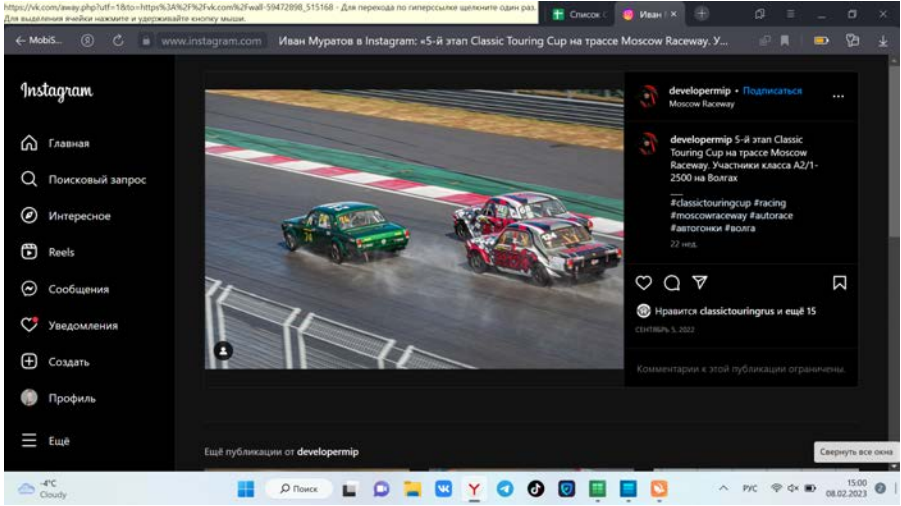 https://vk.com/away.php?utf=1&to=https%3A%2F%2Fvk.com%2Fwall-59472898_515168 - Для перехода по гиперссылке щелкните один раз.
Для выделения ячейки нажмите и удерживайте кнопку мыши.
Список
Иван
MobiS...
www.instagram.com
Иван Муратов в Instagram: «5-й этап Classic Touring Cup на трассе Moscow Raceway. У...
Instagram
Главная
Поисковый запрос
Интересное
Reels
Сообщения
Уведомления
Создать
Профиль
Ещё
74
developermip • Подписаться
Moscow Raceway
developermip 5-й этап Classic
Touring Cup на трассе Moscow
Raceway. Участники класса А2/1-
2500 на Волгах
___
#classictouringcup #racing
#moscowraceway #autorace
#автогонки #волга
22 нед.
Нравится classictouringrus и ещё 15
СЕНТЯБРЬ 5, 2022
Комментарии к этой публикации ограничены.
Ещё публикации от developermip
Свернуть все окна
-4°C
Cloudy
Поиск
РУС
15:00
08.02.2023